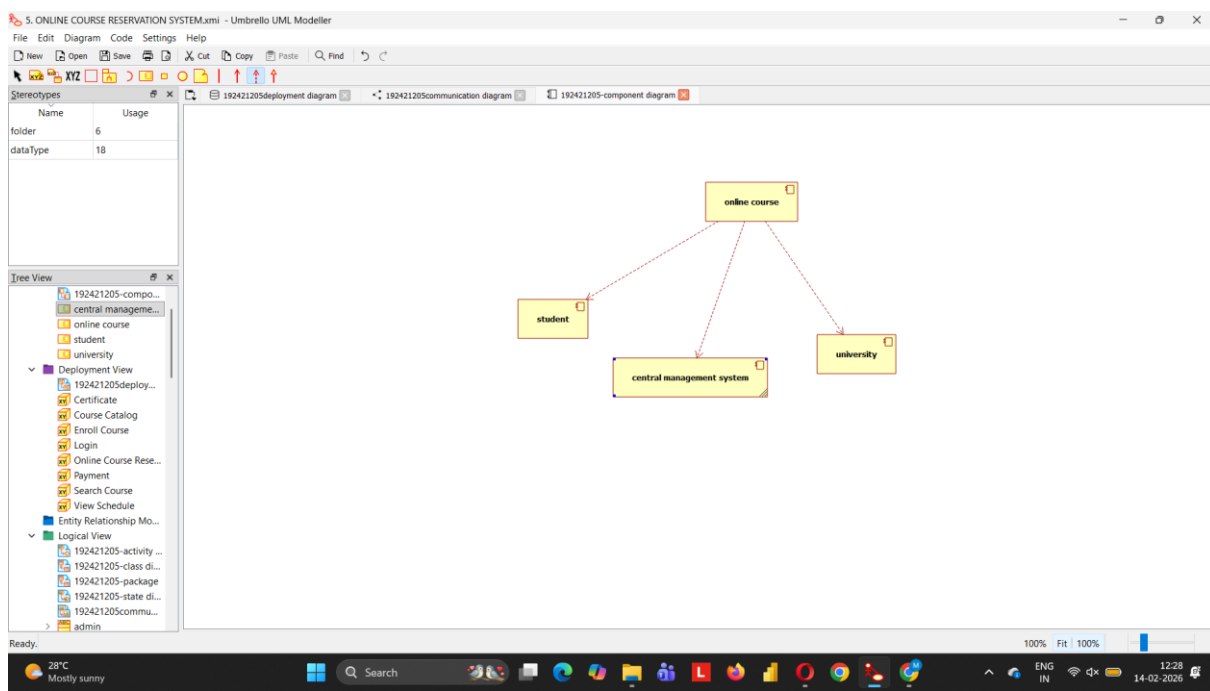 5. ONLINE COURSE RESERVATION SYSTEM.xmi - Umbrello UML Modeller
File Edit Diagram Code Settings Help
New Open Save Cut Copy Paste Find
XYZ
Stereotypes
192421205deployment diagram 192421205communication diagram 192421205-component diagram
Name Usage
folder 6
dataType 18
online course
student
central management system
university
Tree View
192421205-compo...
central manageme...
online course
student
university
Deployment View
192421205deploy...
Certificate
Course Catalog
Enroll Course
Login
Online Course Rese...
Payment
Search Course
View Schedule
Entity Relationship Mo...
Logical View
192421205-activity ...
192421205-class di...
192421205-package
192421205-state di...
192421205commu...
admin
Ready.
100% Fit 100%
28°C
Mostly sunny
Search
ENG
IN
12:28
14-02-2026